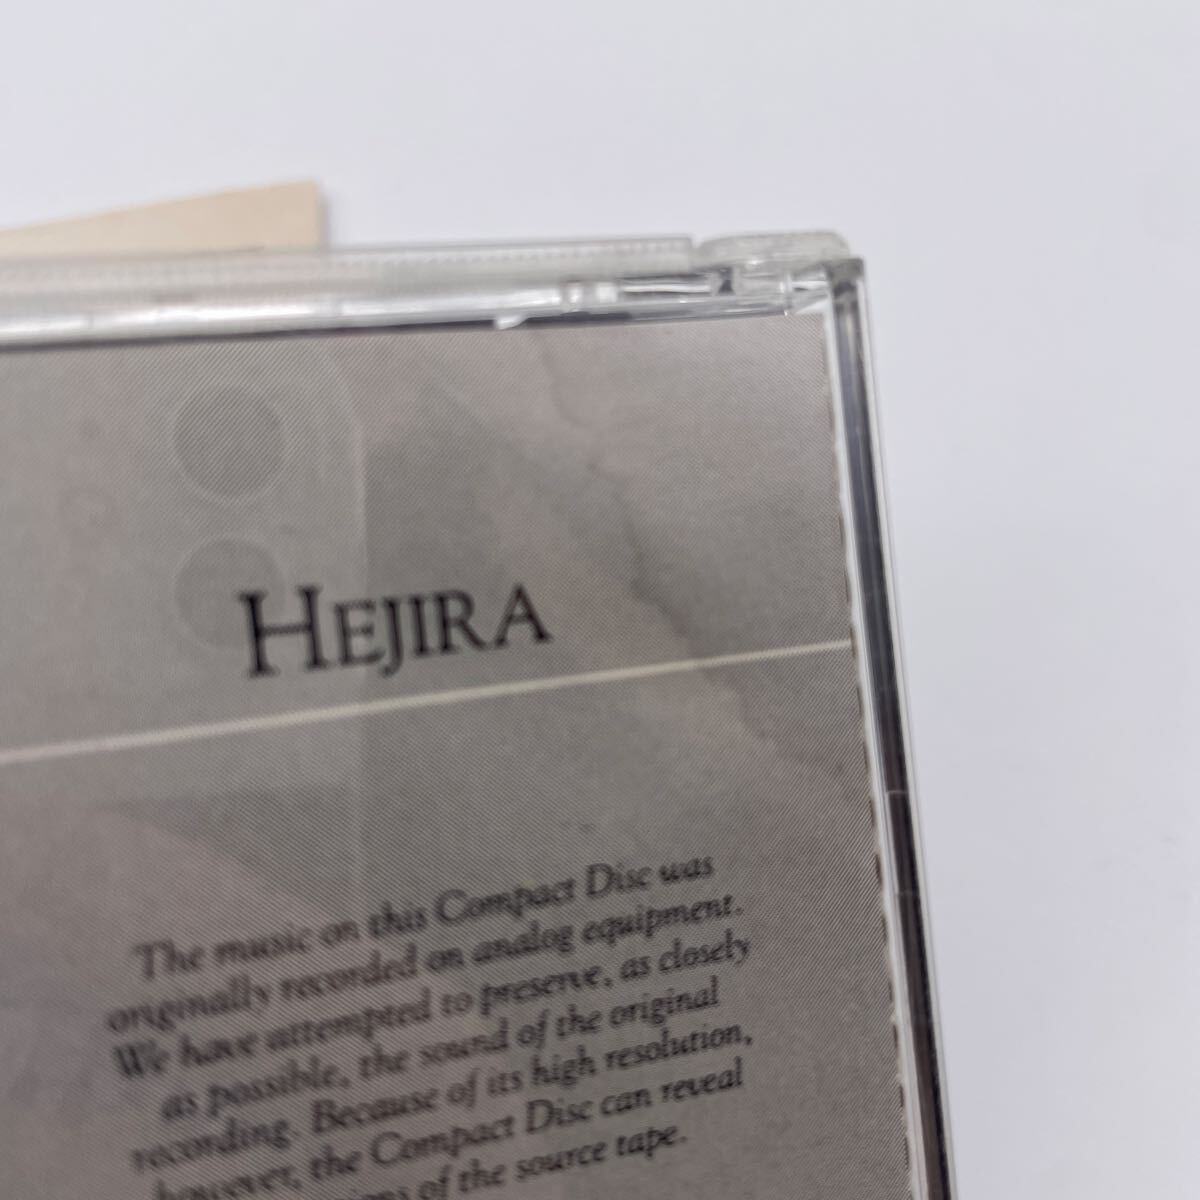 HEJIRA
The music on this Compact Disc was
originally recorded on analog equipment.
We have attempted to preserve, as closely
as possible, the sound of the original
recording. Because of its high resolution,
however, the Compact Disc can reveal
of the source tape.